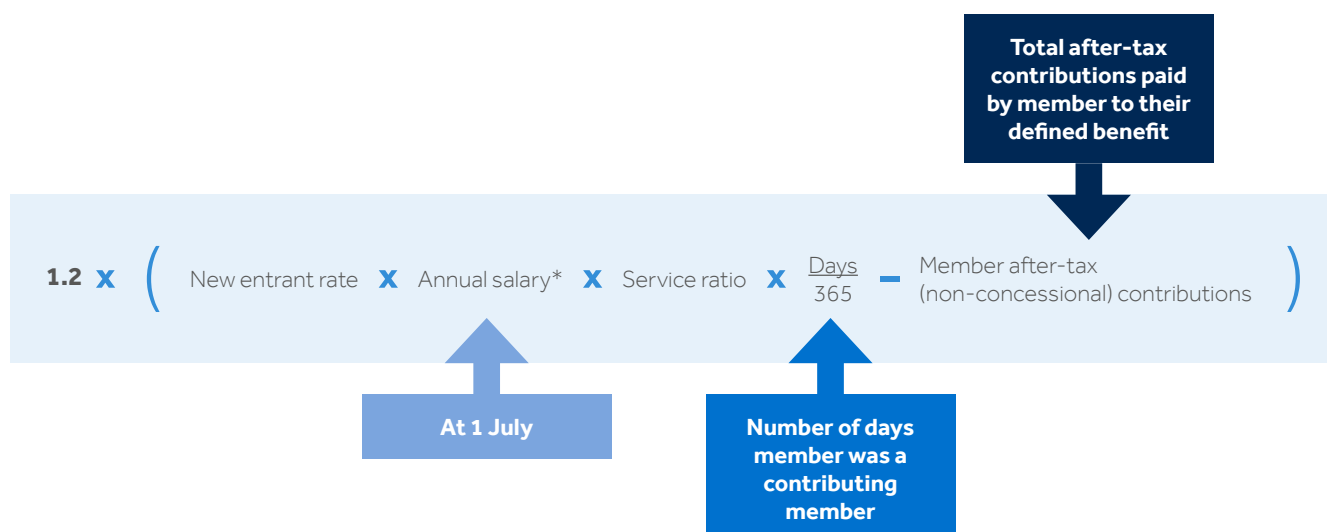 Total after-tax
contributions paid
by member to their
defined benefit
1.2 x ( New entrant rate x Annual salary* x Service ratio x Days
365 – Member after-tax
(non-concessional) contributions )
At 1 July
Number of days
member was a
contributing
member